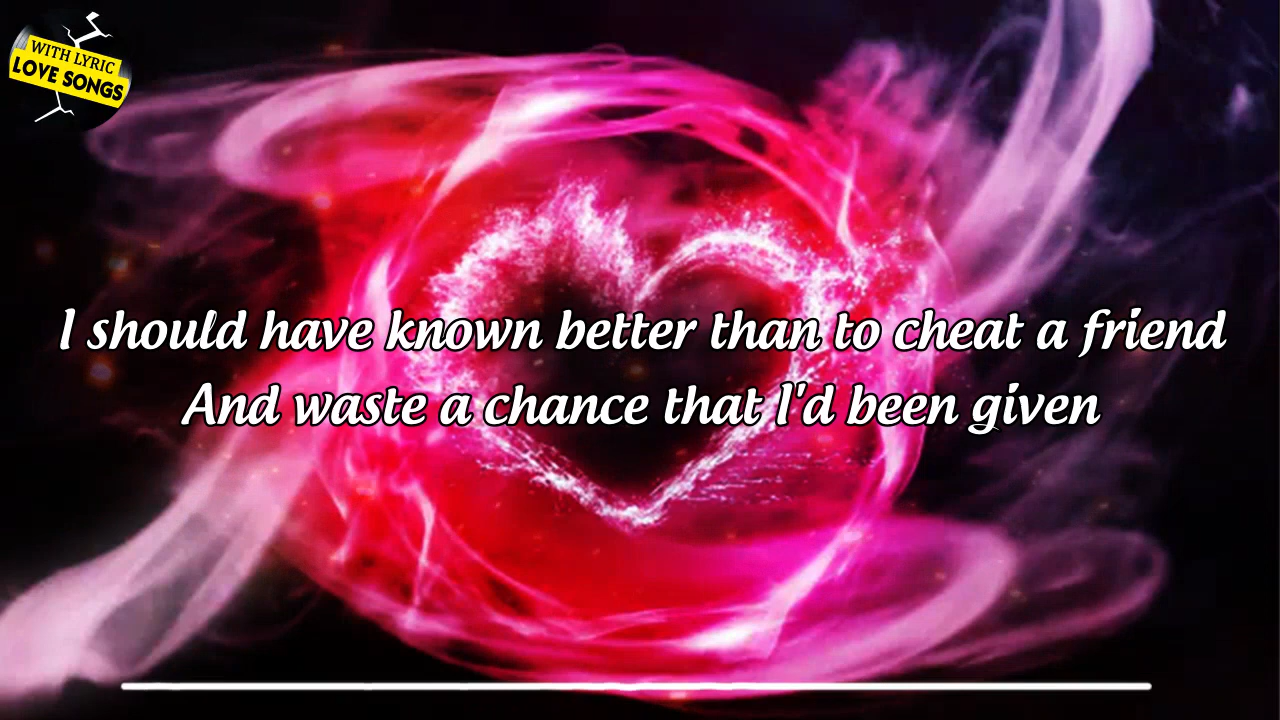 WITH LYRIC
LOVE SONGS
I should have known better than to cheat a friend
And waste a chance that I'd been given